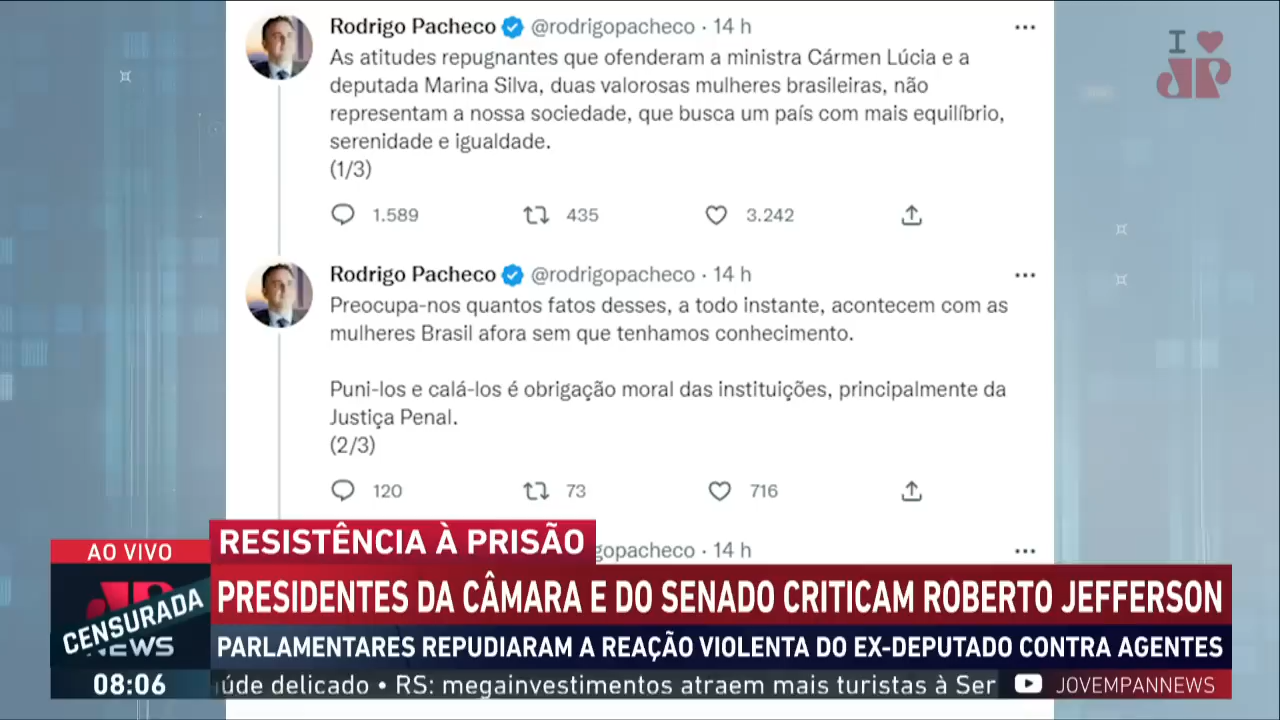 Rodrigo Pacheco @rodrigopacheco · 14 h
As atitudes repugnantes que ofenderam a ministra Cármen Lúcia e a
deputada Marina Silva, duas valorosas mulheres brasileiras, não
representam a nossa sociedade, que busca um país com mais equilíbrio,
serenidade e igualdade.
(1/3)
1.589 435 3.242
I JP
Rodrigo Pacheco @rodrigopacheco · 14 h
Preocupa-nos quantos fatos desses, a todo instante, acontecem com as
mulheres Brasil afora sem que tenhamos conhecimento.
Puni-los e calá-los é obrigação moral das instituições, principalmente da
Justiça Penal.
(2/3)
120 73 716
gopacheco · 14 h
RESISTÊNCIA À PRISÃO
AO VIVO
PRESIDENTES DA CÂMARA E DO SENADO CRITICAM ROBERTO JEFFERSON
JP
CENSURADA
NEWS
PARLAMENTARES REPUDIARAM A REAÇÃO VIOLENTA DO EX-DEPUTADO CONTRA AGENTES
08:06
úde delicado • RS: megainvestimentos atraem mais turistas à Ser
JOVEMPANNEWS